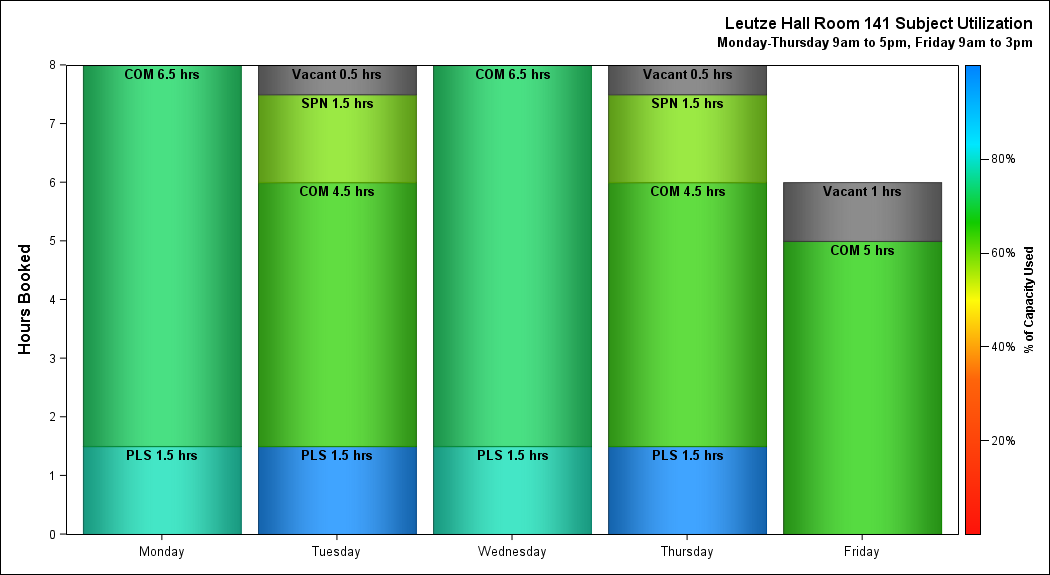 Leutze Hall Room 141 Subject Utilization
Monday-Thursday 9am to 5pm, Friday 9am to 3pm
Hours Booked
8
7
6
5
4
3
2
1
0
COM 6.5 hrs
PLS 1.5 hrs
Vacant 0.5 hrs
SPN 1.5 hrs
COM 4.5 hrs
PLS 1.5 hrs
COM 6.5 hrs
PLS 1.5 hrs
Vacant 0.5 hrs
SPN 1.5 hrs
COM 4.5 hrs
PLS 1.5 hrs
Vacant 1 hrs
COM 5 hrs
Monday
Tuesday
Wednesday
Thursday
Friday
80%
60%
40%
20%
% of Capacity Used